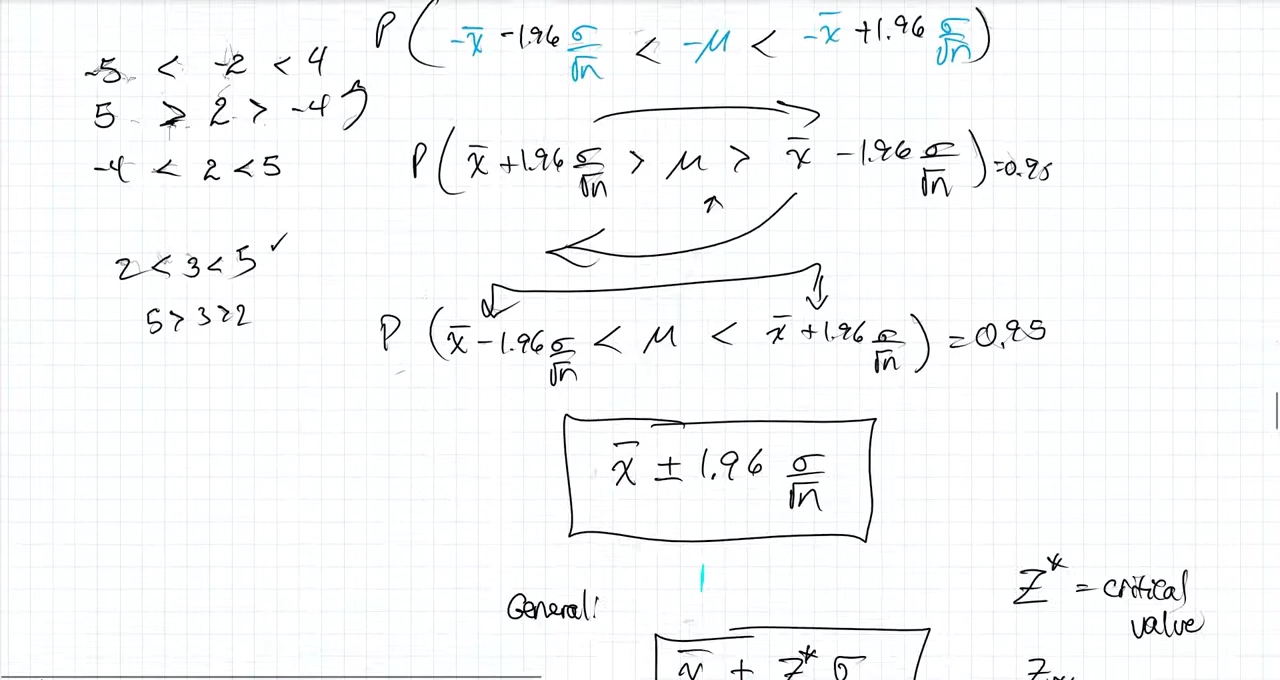 P ( -x̄ - 1.96 σ/√n < -μ < -x̄ + 1.96 σ/√n )
-5 < -2 < 4
5 > 2 > -4
-4 < 2 < 5
P ( x̄ + 1.96 σ/√n > μ > x̄ - 1.96 σ/√n ) = 0.95
2 < 3 < 5 ✓
5 > 3 > 2
P ( x̄ - 1.96 σ/√n < μ < x̄ + 1.96 σ/√n ) = 0.95
x̄ ± 1.96 σ/√n
General:
Z* = critical
value